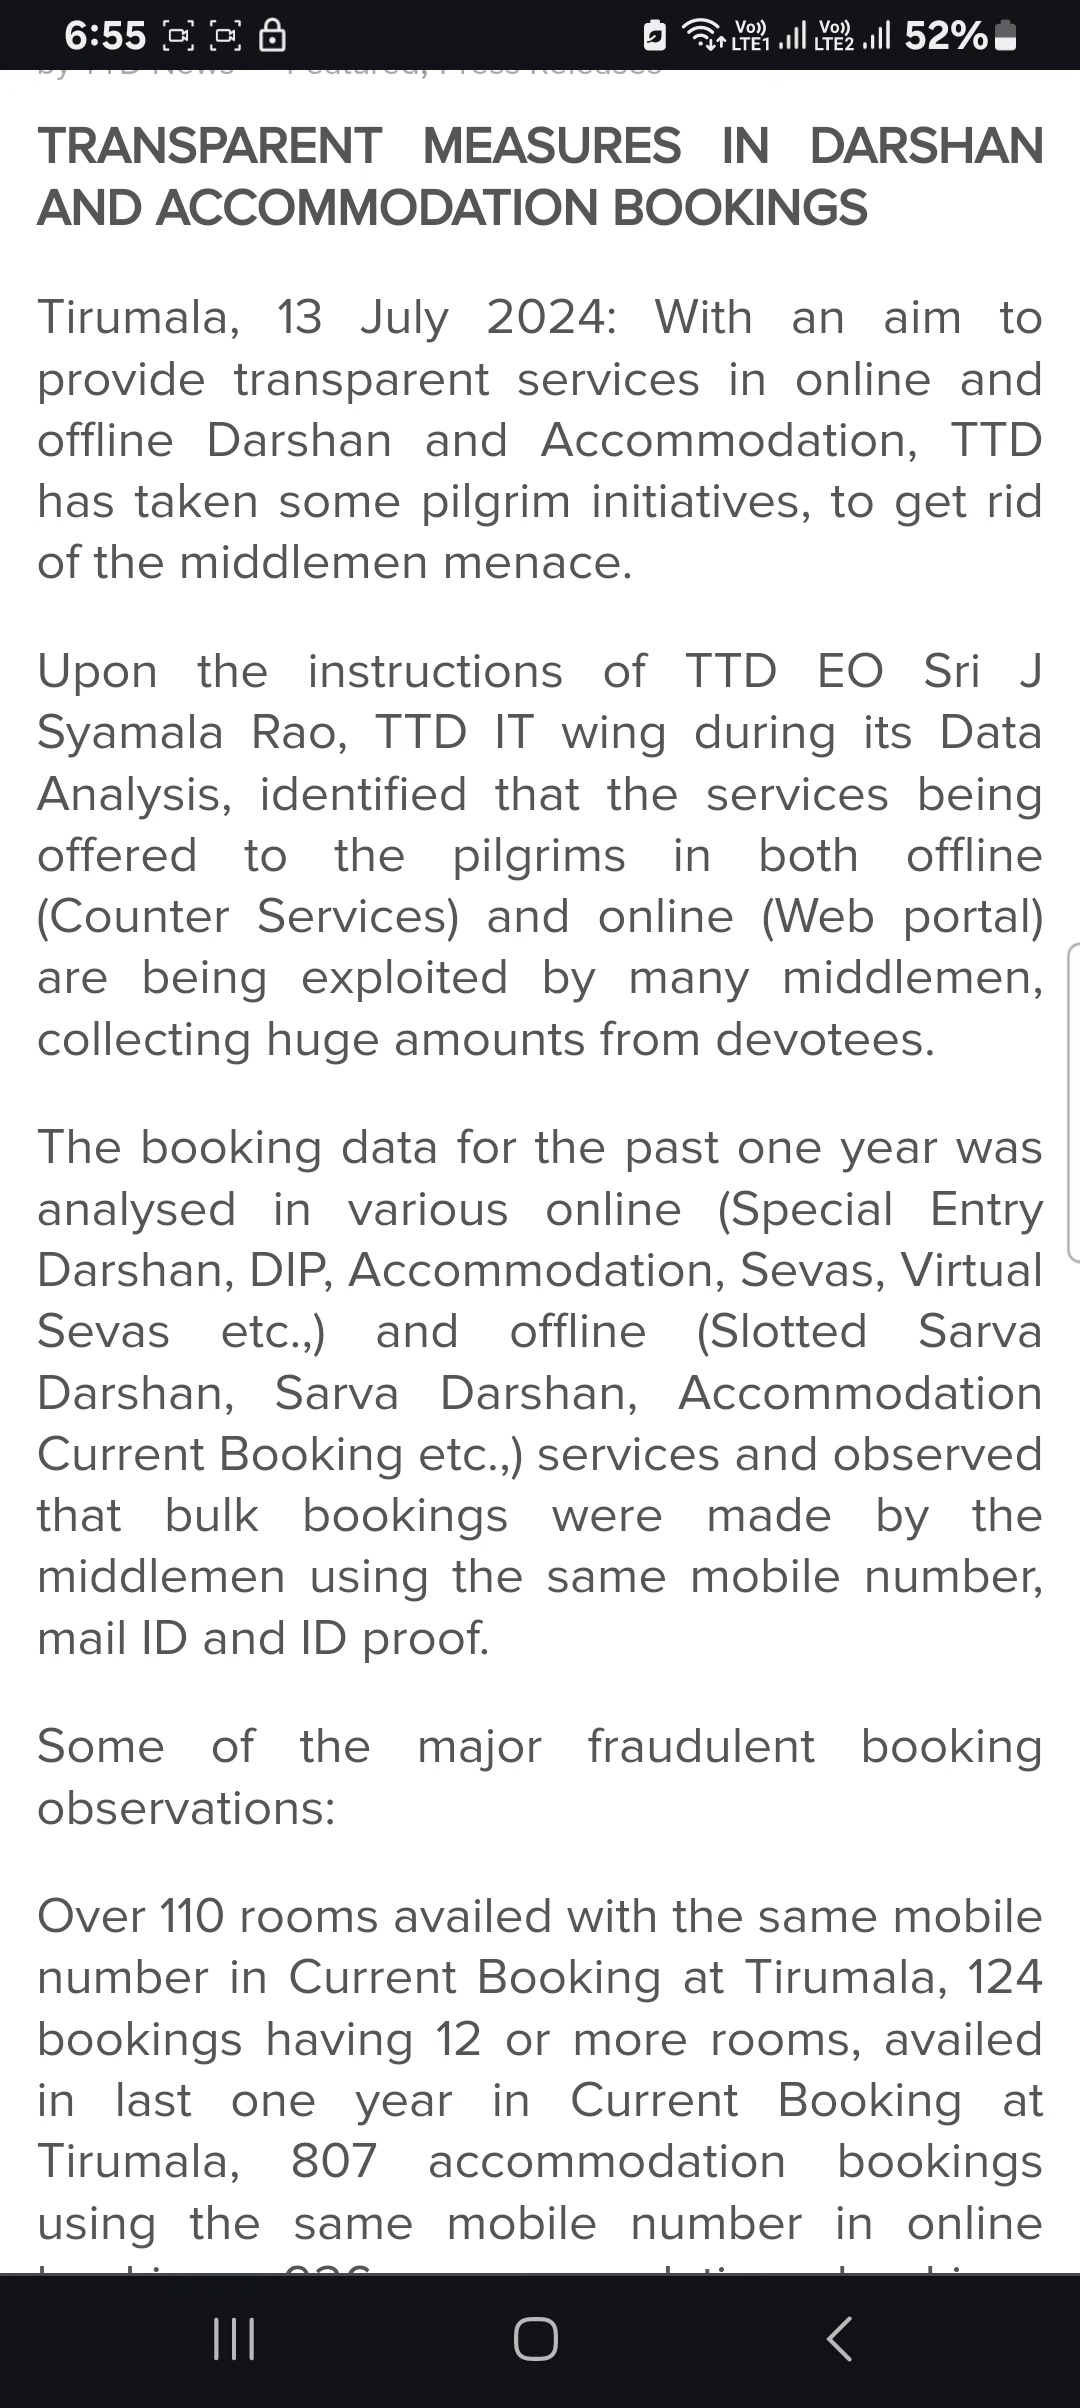 6:55
Vo)) LTE1 Vo)) LTE2 52%
TRANSPARENT MEASURES IN DARSHAN
AND ACCOMMODATION BOOKINGS
Tirumala, 13 July 2024: With an aim to
provide transparent services in online and
offline Darshan and Accommodation, TTD
has taken some pilgrim initiatives, to get rid
of the middlemen menace.
Upon the instructions of TTD EO Sri J
Syamala Rao, TTD IT wing during its Data
Analysis, identified that the services being
offered to the pilgrims in both offline
(Counter Services) and online (Web portal)
are being exploited by many middlemen,
collecting huge amounts from devotees.
The booking data for the past one year was
analysed in various online (Special Entry
Darshan, DIP, Accommodation, Sevas, Virtual
Sevas etc.,) and offline (Slotted Sarva
Darshan, Sarva Darshan, Accommodation
Current Booking etc.,) services and observed
that bulk bookings were made by the
middlemen using the same mobile number,
mail ID and ID proof.
Some of the major fraudulent booking
observations:
Over 110 rooms availed with the same mobile
number in Current Booking at Tirumala, 124
bookings having 12 or more rooms, availed
in last one year in Current Booking at
Tirumala, 807 accommodation bookings
using the same mobile number in online